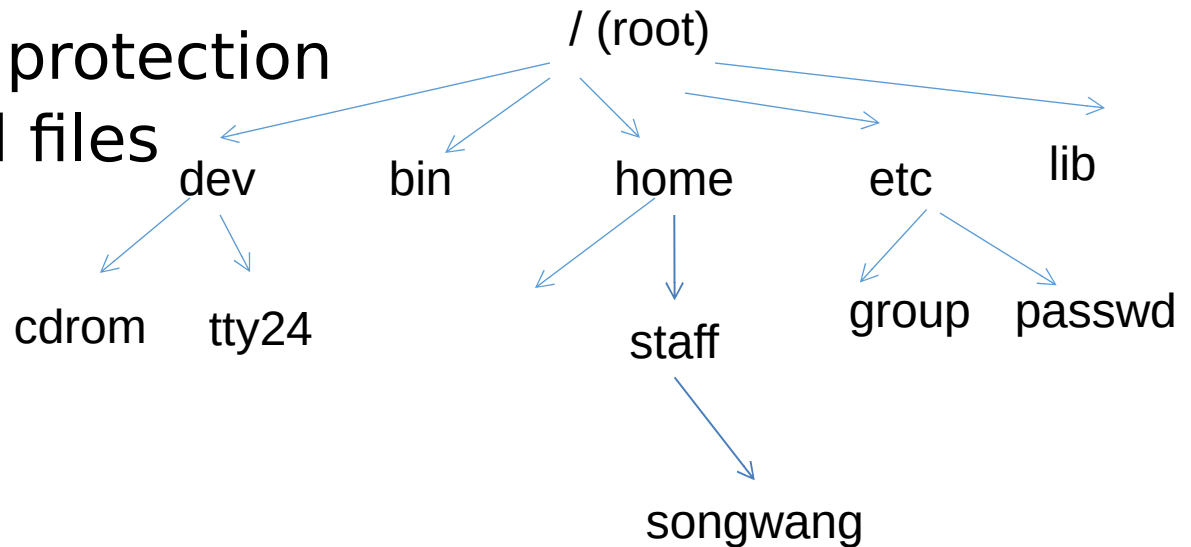 / (root)
protection
files
dev bin home etc lib
cdrom tty24 staff group passwd
songwang